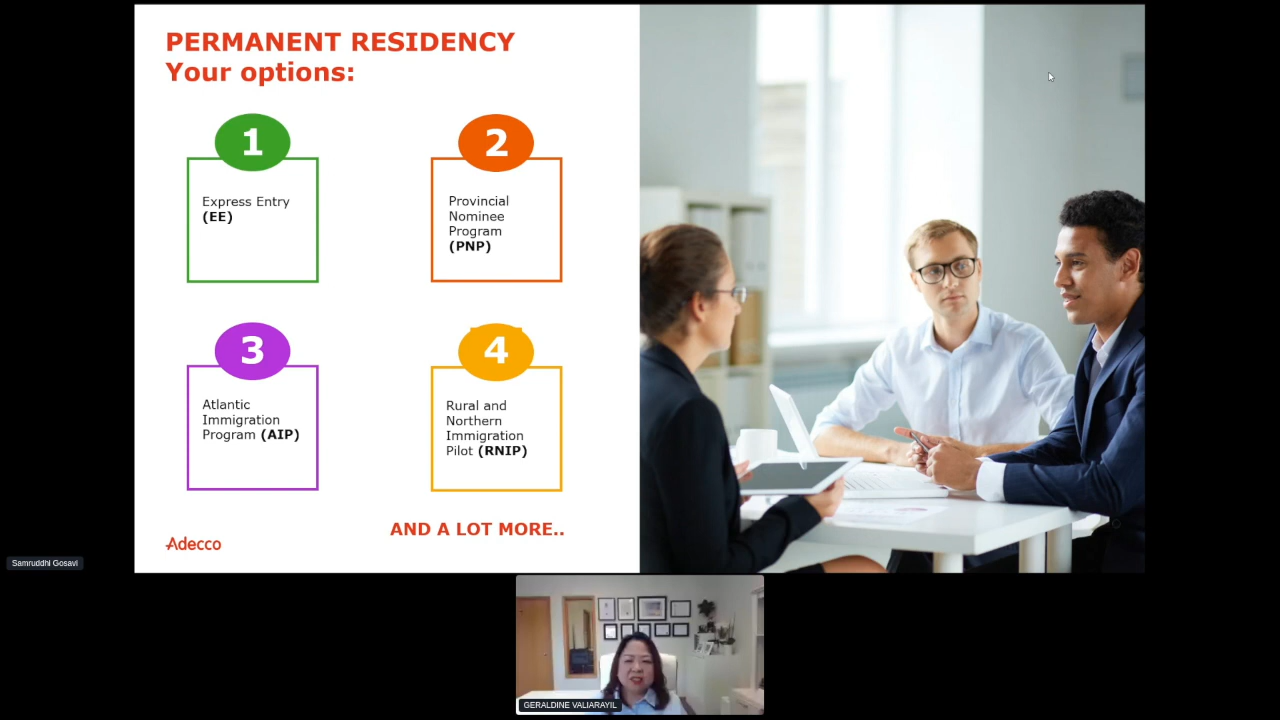 PERMANENT RESIDENCY
Your options:
1
Express Entry
(EE)
2
Provincial
Nominee
Program
(PNP)
3
Atlantic
Immigration
Program (AIP)
4
Rural and
Northern
Immigration
Pilot (RNIP)
AND A LOT MORE..
Adecco
Samruddhi Gosavi
GERALDINE VALIARAYIL